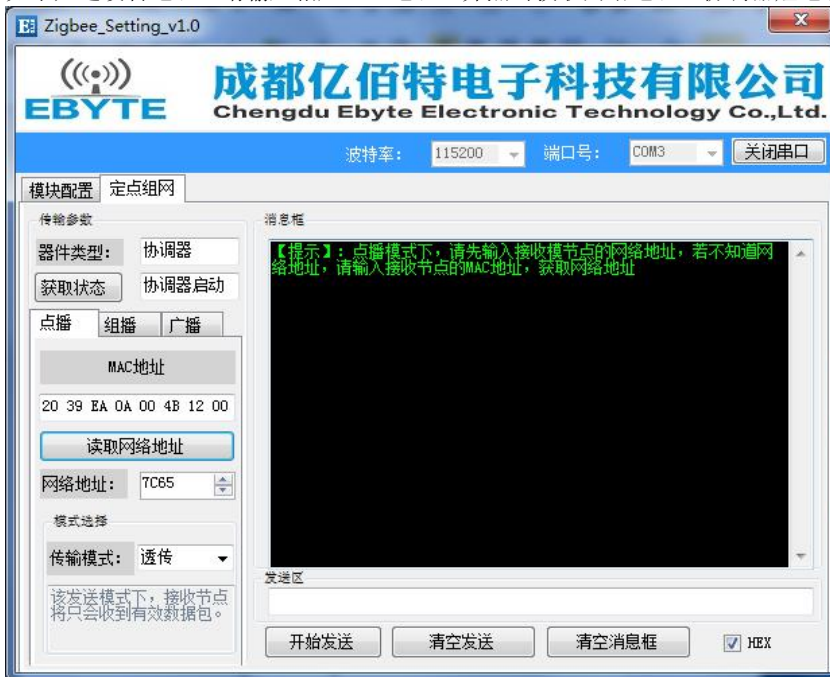 Zigbee_Setting_v1.0
EBYTE
成都亿佰特电子科技有限公司
Chengdu Ebyte Electronic Technology Co.,Ltd.
波特率: 115200 端口号: COM3 关闭串口
模块配置 定点组网
传输参数
器件类型: 协调器
获取状态 协调器启动
点播 组播 广播
MAC地址
20 39 EA 0A 00 4B 12 00
读取网络地址
网络地址: 7C65
模式选择
传输模式: 透传
该发送模式下，接收节点
将只会收到有效数据包。
消息框
【提示】：点播模式下，请先输入接收模节点的网络地址，若不知道网
络地址，请输入接收节点的MAC地址，获取网络地址
发送区
开始发送 清空发送 清空消息框 HEX